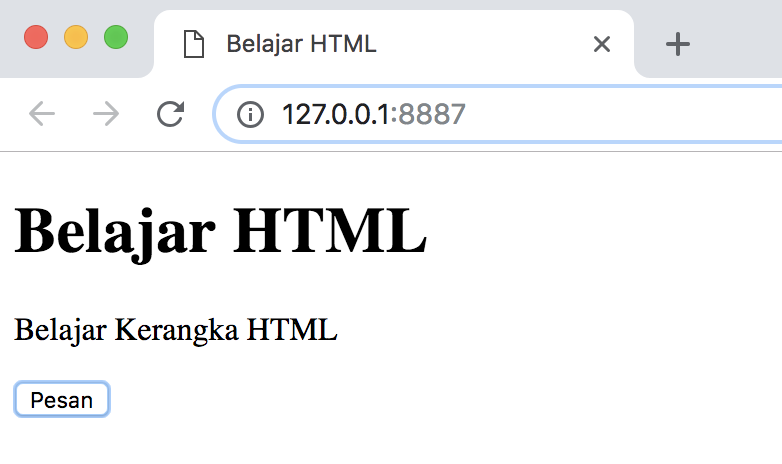 Belajar HTML
127.0.0.1:8887
Belajar HTML
Belajar Kerangka HTML
Pesan